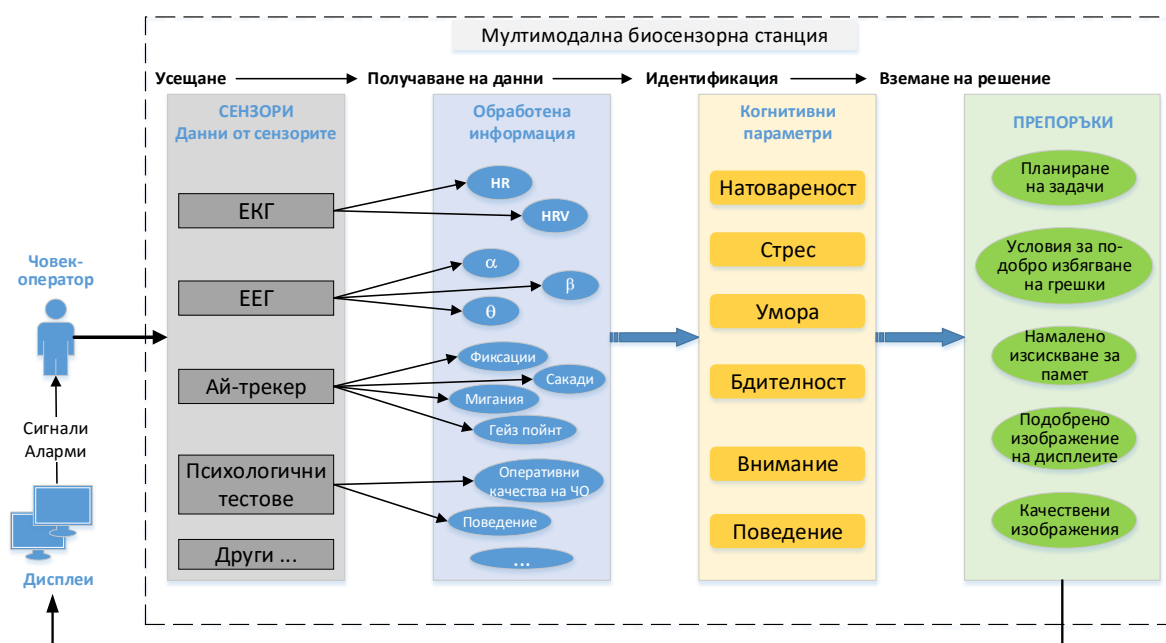 Мултимодална биосензорна станция
Усещане
Получаване на данни
Идентификация
Вземане на решение
СЕНЗОРИ
Данни от сензорите
ЕКГ
ЕЕГ
Ай-трекер
Психологични
тестове
Други ...
Обработена
информация
HR
HRV
α
β
θ
Фиксации
Сакади
Мигания
Гейз пойнт
Оперативни
качества на ЧО
Поведение
...
Когнитивни
параметри
Натовареност
Стрес
Умора
Бдителност
Внимание
Поведение
ПРЕПОРЪКИ
Планиране
на задачи
Условия за по-
добро избягване
на грешки
Намалено
изсискване за
памет
Подобрено
изображение
на дисплеите
Качествени
изображения
Човек-
оператор
Сигнали
Аларми
Дисплеи